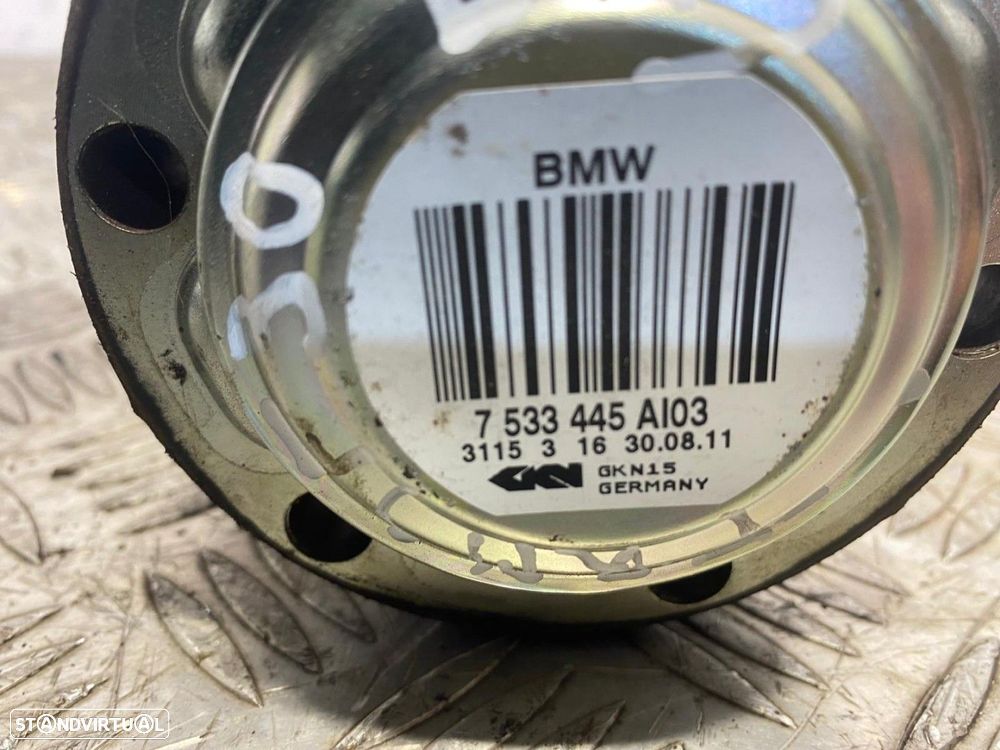 BMW
7 533 445 AI03
3115 3 16 30.08.11
GKN GKN15
GERMANY
STANDVIRTUAL